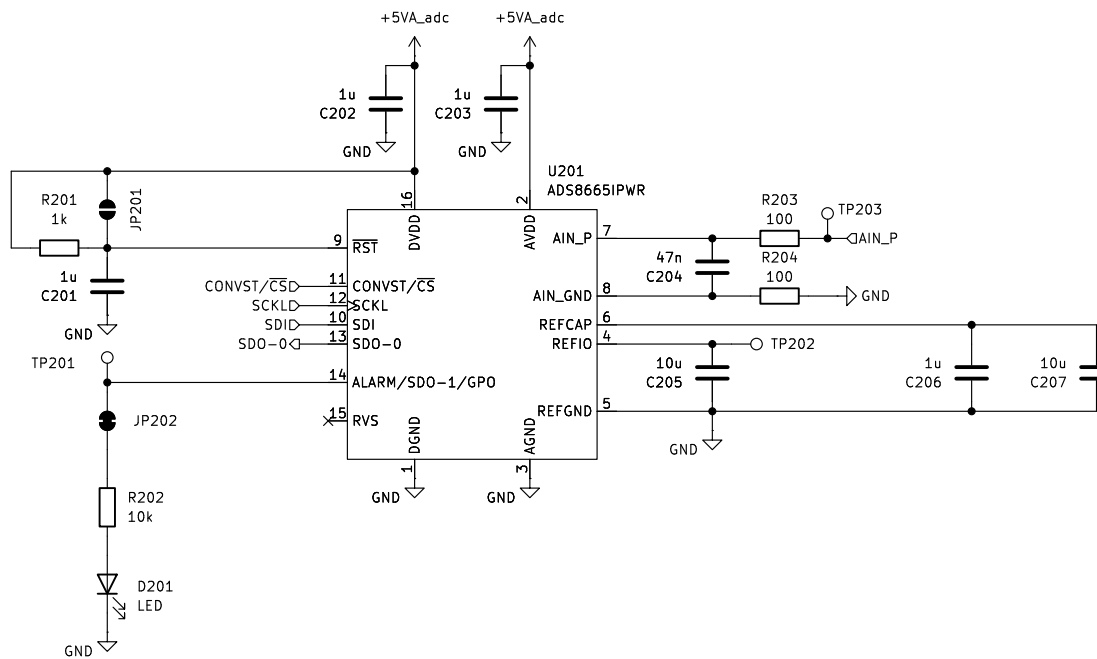 +5VA_adc
+5VA_adc
1u
C202
1u
C203
GND
GND
U201
ADS8665IPWR
R201
1k
JP201
16
DVDD
2
AVDD
R203
100
TP203
AIN_P
7
AIN_P
9
RST
1u
C201
GND
47n
C204
R204
100
CONVST/CS
11
CONVST/CS
SCKL
12
SCKL
SDI
10
SDI
SDO-0
13
SDO-0
AIN_GND
8
GND
REFCAP
6
REFIO
4
TP202
TP201
14
ALARM/SDO-1/GPO
10u
C205
1u
C206
10u
C207
JP202
15
RVS
REFGND
5
GND
DGND
1
GND
AGND
3
GND
R202
10k
D201
LED
GND